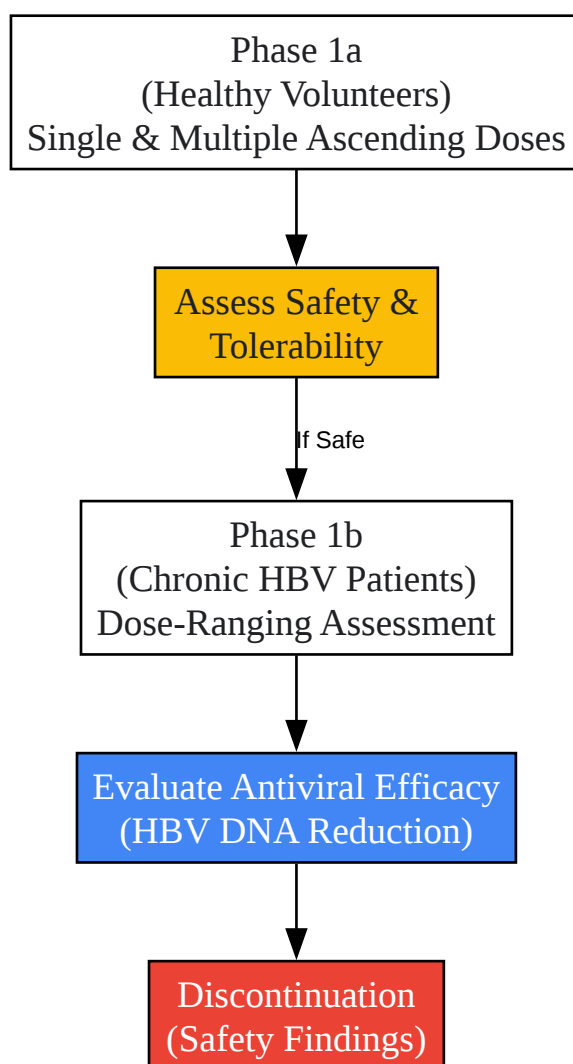 Phase 1a
(Healthy Volunteers)
Single & Multiple Ascending Doses
Assess Safety &
Tolerability
If Safe
Phase 1b
(Chronic HBV Patients)
Dose-Ranging Assessment
Evaluate Antiviral Efficacy
(HBV DNA Reduction)
Discontinuation
(Safety Findings)